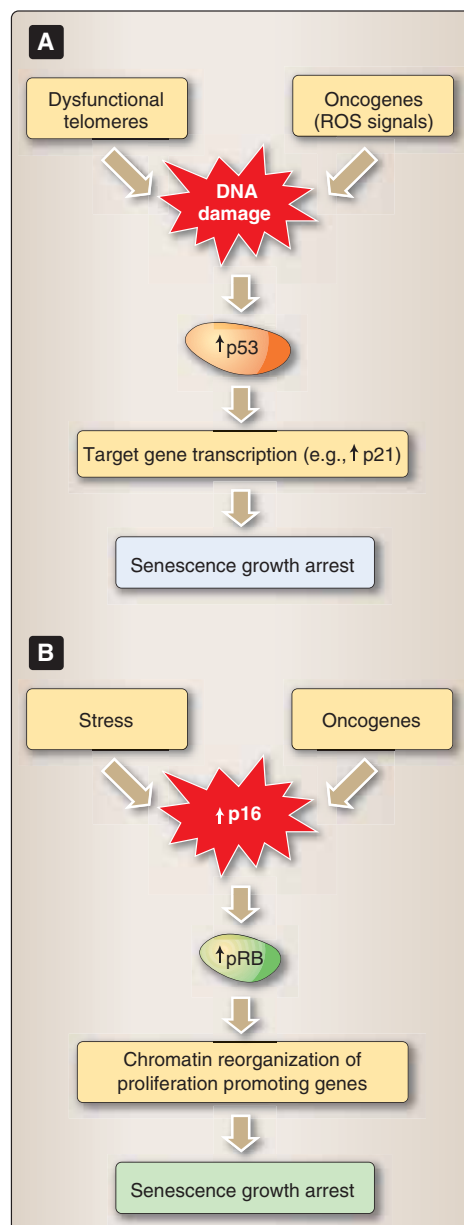 A
Dysfunctional
telomeres
Oncogenes
(ROS signals)
DNA
damage
↑p53
Target gene transcription (e.g., ↑ p21)
Senescence growth arrest
B
Stress
Oncogenes
↑p16
↑pRB
Chromatin reorganization of
proliferation promoting genes
Senescence growth arrest